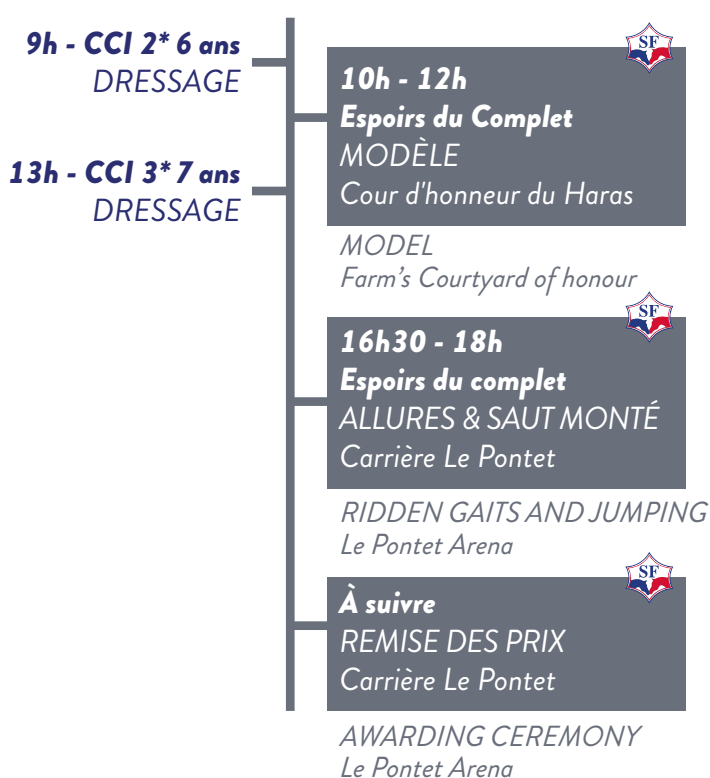 9h - CCI 2* 6 ans
DRESSAGE
SF
10h - 12h
Espoirs du Complet
MODÈLE
Cour d'honneur du Haras
MODEL
Farm's Courtyard of honour
13h - CCI 3* 7 ans
DRESSAGE
SF
16h30 - 18h
Espoirs du complet
ALLURES & SAUT MONTÉ
Carrière Le Pontet
RIDDEN GAITS AND JUMPING
Le Pontet Arena
SF
À suivre
REMISE DES PRIX
Carrière Le Pontet
AWARDING CEREMONY
Le Pontet Arena